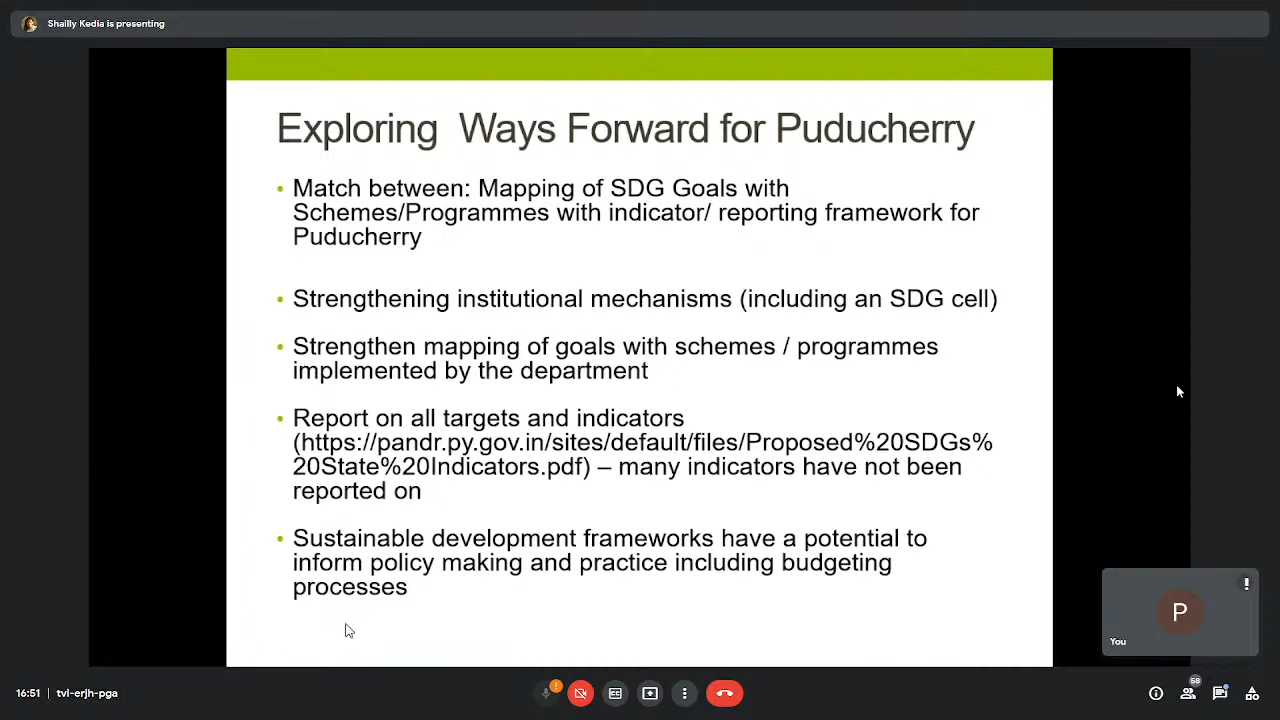 Shailly Kedia is presenting
Exploring  Ways Forward for Puducherry
• Match between: Mapping of SDG Goals with
Schemes/Programmes with indicator/ reporting framework for
Puducherry
• Strengthening institutional mechanisms (including an SDG cell)
• Strengthen mapping of goals with schemes / programmes
implemented by the department
• Report on all targets and indicators
(https://pandr.py.gov.in/sites/default/files/Proposed%20SDGs%
20State%20Indicators.pdf) – many indicators have not been
reported on
• Sustainable development frameworks have a potential to
inform policy making and practice including budgeting
processes
P
You
16:51 | tvi-erjh-pga
58